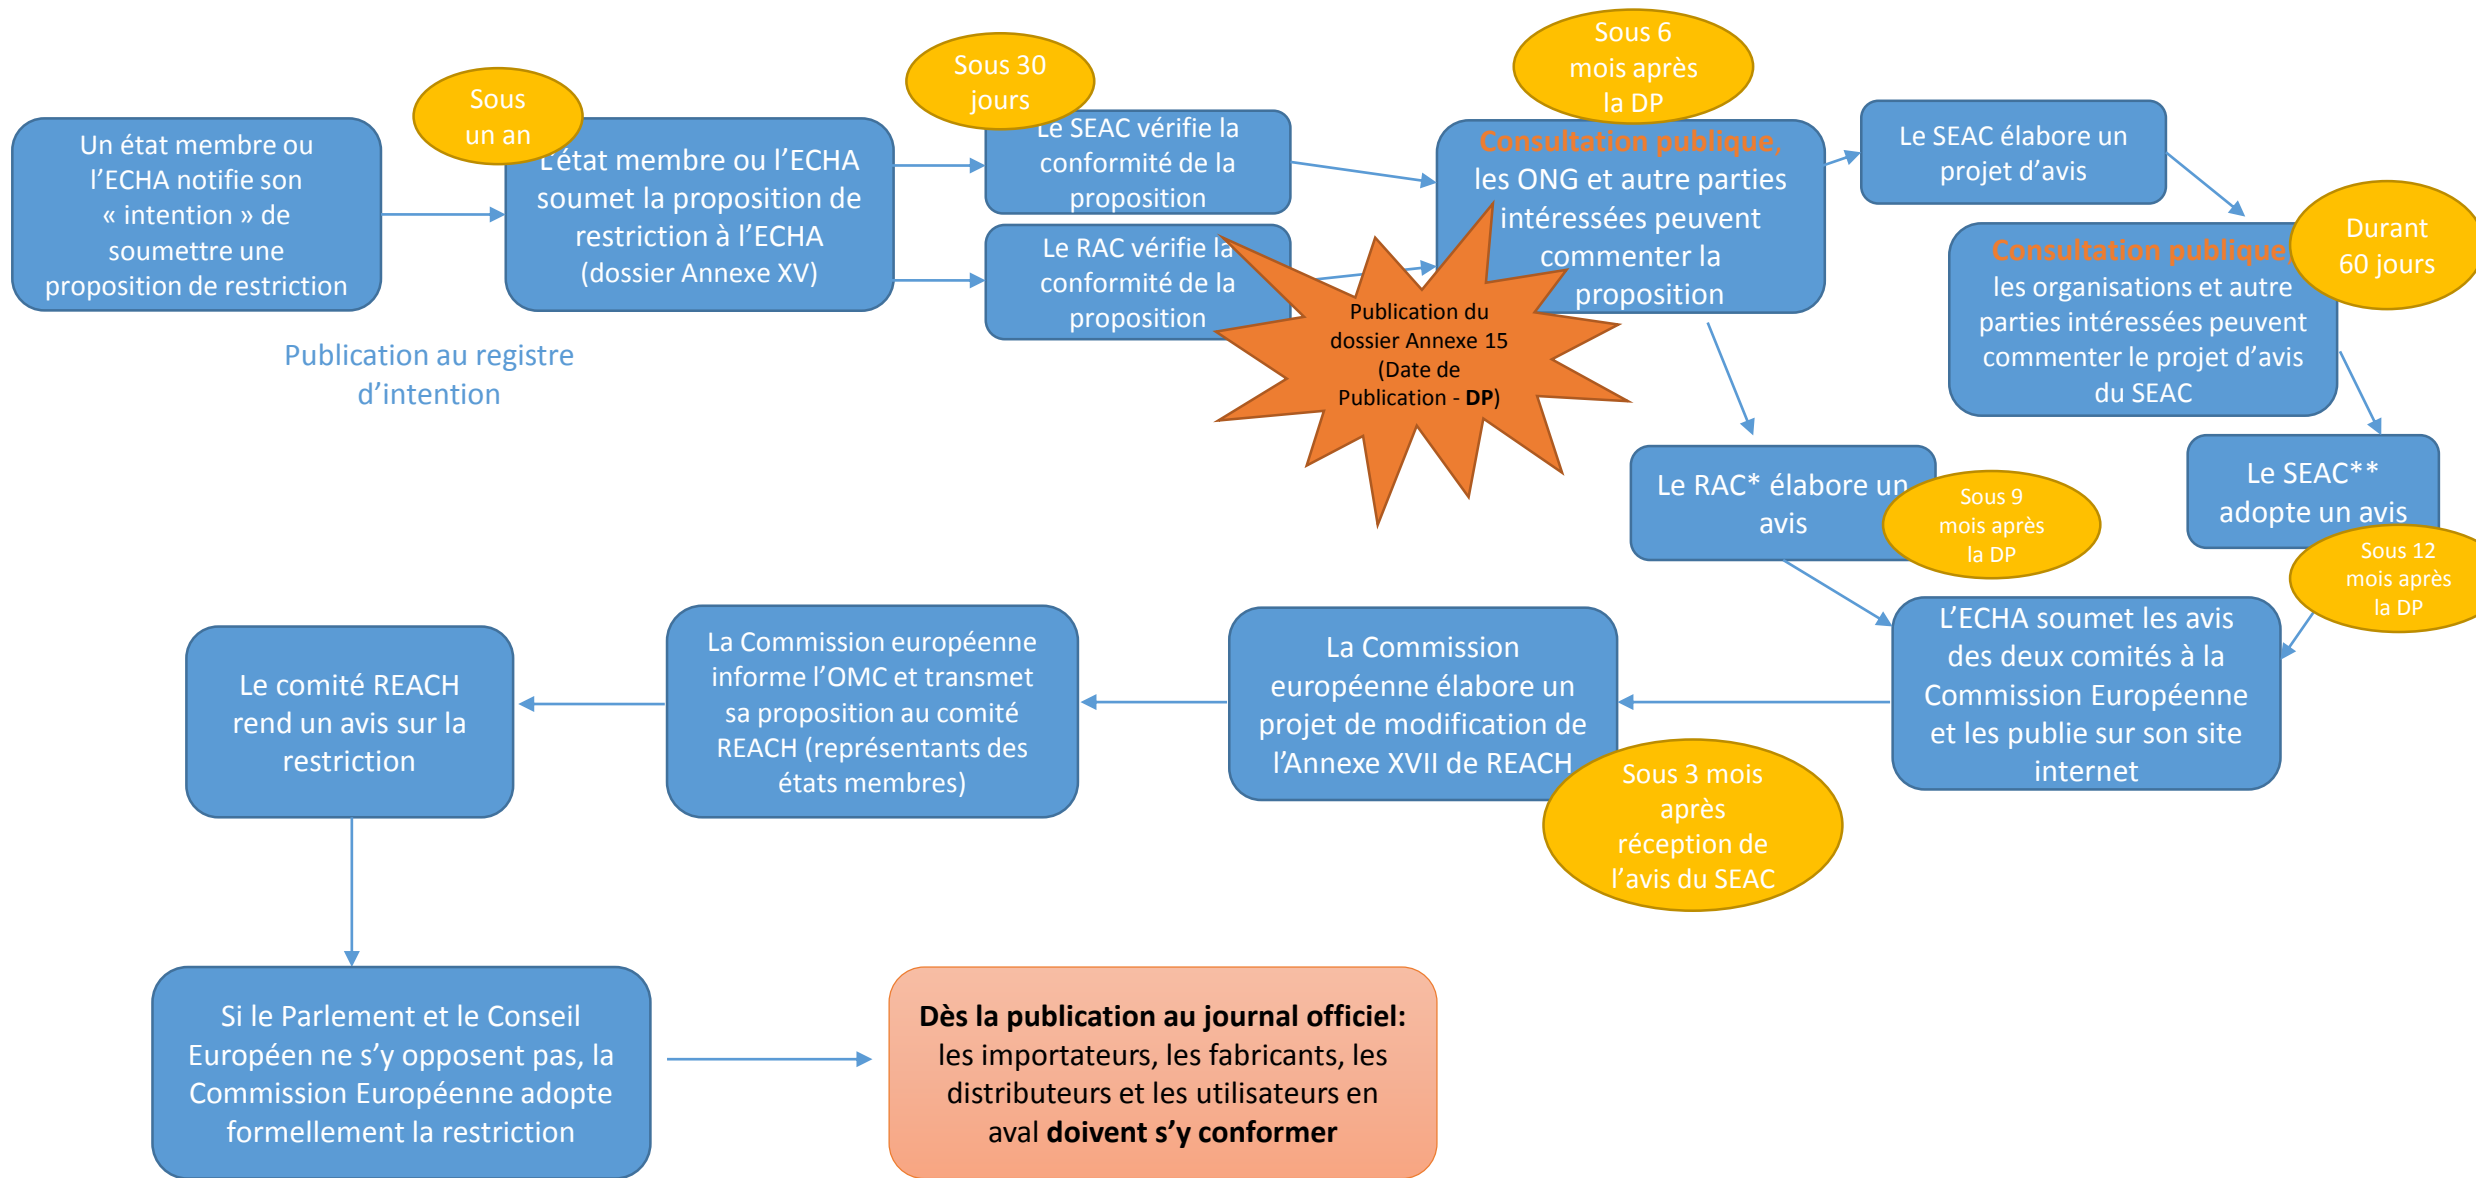 Un état membre ou
l'ECHA notifie son
« intention » de
soumettre une
proposition de restriction
Publication au registre
d'intention
Sous
un an
L'état membre ou l'ECHA
soumet la proposition de
restriction à l'ECHA
(dossier Annexe XV)
Sous 30
jours
Le SEAC vérifie la
conformité de la
proposition
Le RAC vérifie la
conformité de la
proposition
Publication du
dossier Annexe 15
(Date de
Publication - DP)
Sous 6
mois après
la DP
Consultation publique,
les ONG et autre parties
intéressées peuvent
commenter la
proposition
Le SEAC élabore un
projet d'avis
Durant
60 jours
Consultation publique,
les organisations et autre
parties intéressées peuvent
commenter le projet d'avis
du SEAC
Le RAC* élabore un
avis
Sous 9
mois après
la DP
Le SEAC**
adopte un avis
Sous 12
mois après
la DP
L'ECHA soumet les avis
des deux comités à la
Commission Européenne
et les publie sur son site
internet
La Commission
européenne élabore un
projet de modification de
l'Annexe XVII de REACH
Sous 3 mois
après
réception de
l'avis du SEAC
La Commission européenne
informe l'OMC et transmet
sa proposition au comité
REACH (représentants des
états membres)
Le comité REACH
rend un avis sur la
restriction
Si le Parlement et le Conseil
Européen ne s'y opposent pas, la
Commission Européenne adopte
formellement la restriction
Dès la publication au journal officiel:
les importateurs, les fabricants, les
distributeurs et les utilisateurs en
aval doivent s'y conformer